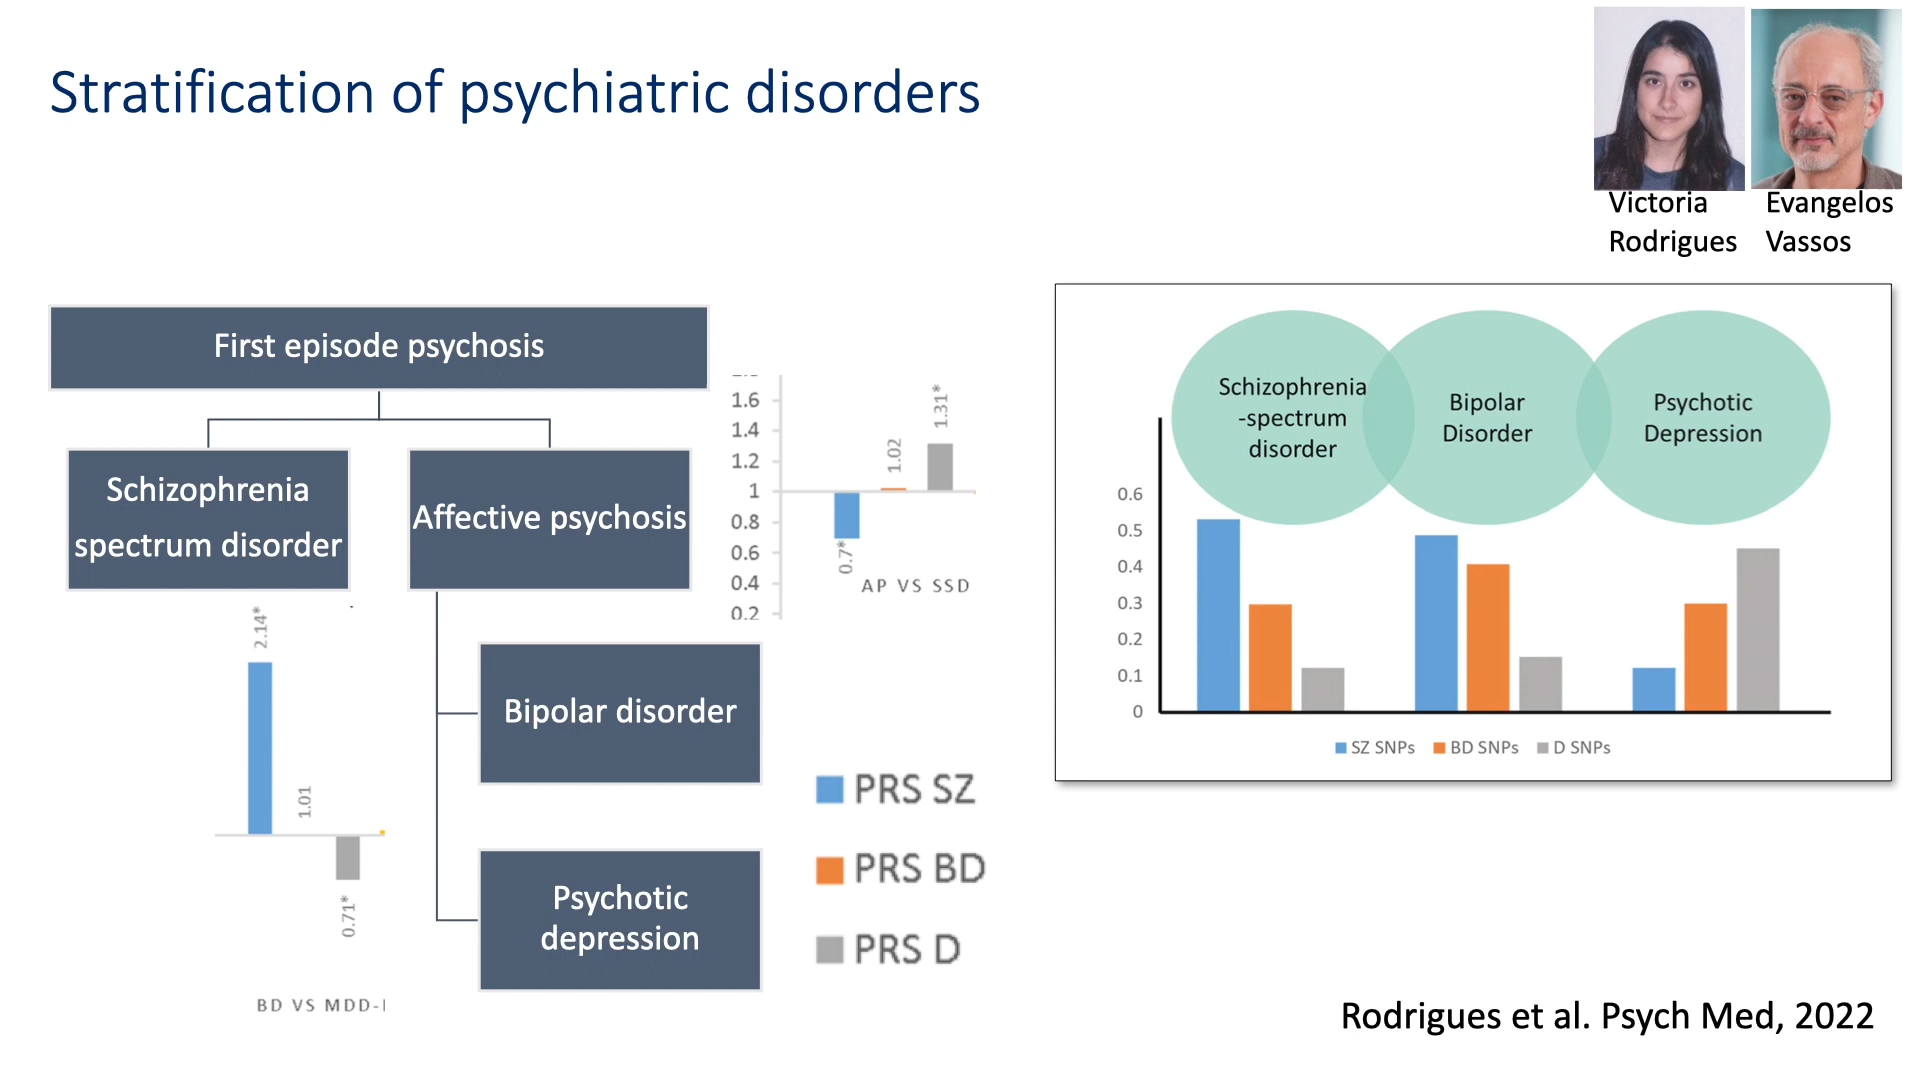 Stratification of psychiatric disorders
Victoria
Rodrigues
Evangelos
Vassos
First episode psychosis
Schizophrenia
spectrum disorder
Affective psychosis
Bipolar disorder
Psychotic
depression
1.6
1.4
1.2
1
0.8
0.6
0.4
0.2
0.7*
1.02
1.31*
AP VS SSD
2.14*
1.01
0.71*
BD VS MDD-
PRS SZ
PRS BD
PRS D
Schizophrenia
-spectrum
disorder
Bipolar
Disorder
Psychotic
Depression
0.6
0.5
0.4
0.3
0.2
0.1
0
SZ SNPs
BD SNPs
D SNPs
Rodrigues et al. Psych Med, 2022